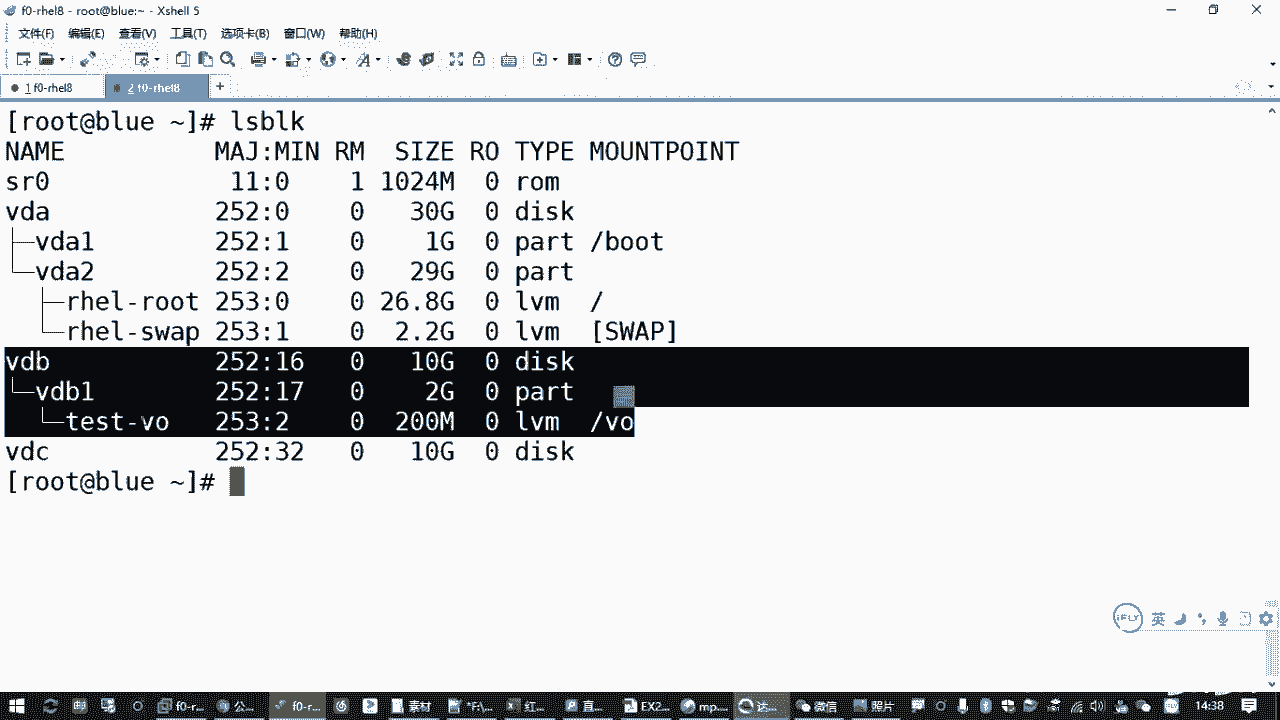 f0-rhel8 - root@blue:~ - Xshell 5
文件(F) 编辑(E) 查看(V) 工具(T) 选项卡(B) 窗口(W) 帮助(H)
1 f0-rhel8 2 f0-rhel8 +
[root@blue ~]# lsblk
NAME MAJ:MIN RM SIZE RO TYPE MOUNTPOINT
sr0 11:0 1 1024M 0 rom
vda 252:0 0 30G 0 disk
├─vda1 252:1 0 1G 0 part /boot
└─vda2 252:2 0 29G 0 part
├─rhel-root 253:0 0 26.8G 0 lvm /
└─rhel-swap 253:1 0 2.2G 0 lvm [SWAP]
vdb 252:16 0 10G 0 disk
└─vdb1 252:17 0 2G 0 part
└─test-vo 253:2 0 200M 0 lvm /vo
vdc 252:32 0 10G 0 disk
[root@blue ~]#
iFLY 英
f0-r... 公... f0-r... 素材 "F:\... 红... 直... EX2... mp... 达... 微信 照片 14:38